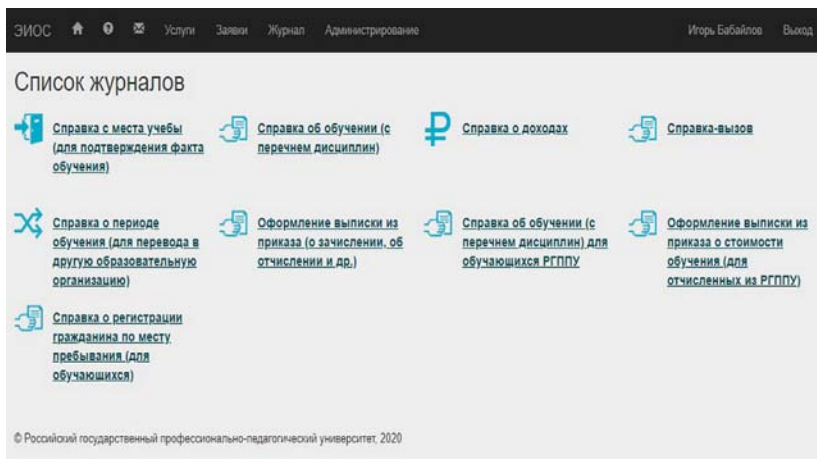 ЭИОС Услуги Заявки Журнал Администрирование Игорь Бабайлов Выход
Список журналов
Справка с места учебы
(для подтверждения факта
обучения)
Справка об обучении (с
перечнем дисциплин)
Справка о доходах
Справка-вызов
Справка о периоде
обучения (для перевода в
другую образовательную
организацию)
Оформление выписки из
приказа (о зачислении, об
отчислении и др.)
Справка об обучении (с
перечнем дисциплин) для
обучающихся РГППУ
Оформление выписки из
приказа о стоимости
обучения (для
отчисленных из РГППУ)
Справка о регистрации
гражданина по месту
пребывания (для
обучающихся)
© Российский государственный профессионально-педагогический университет, 2020